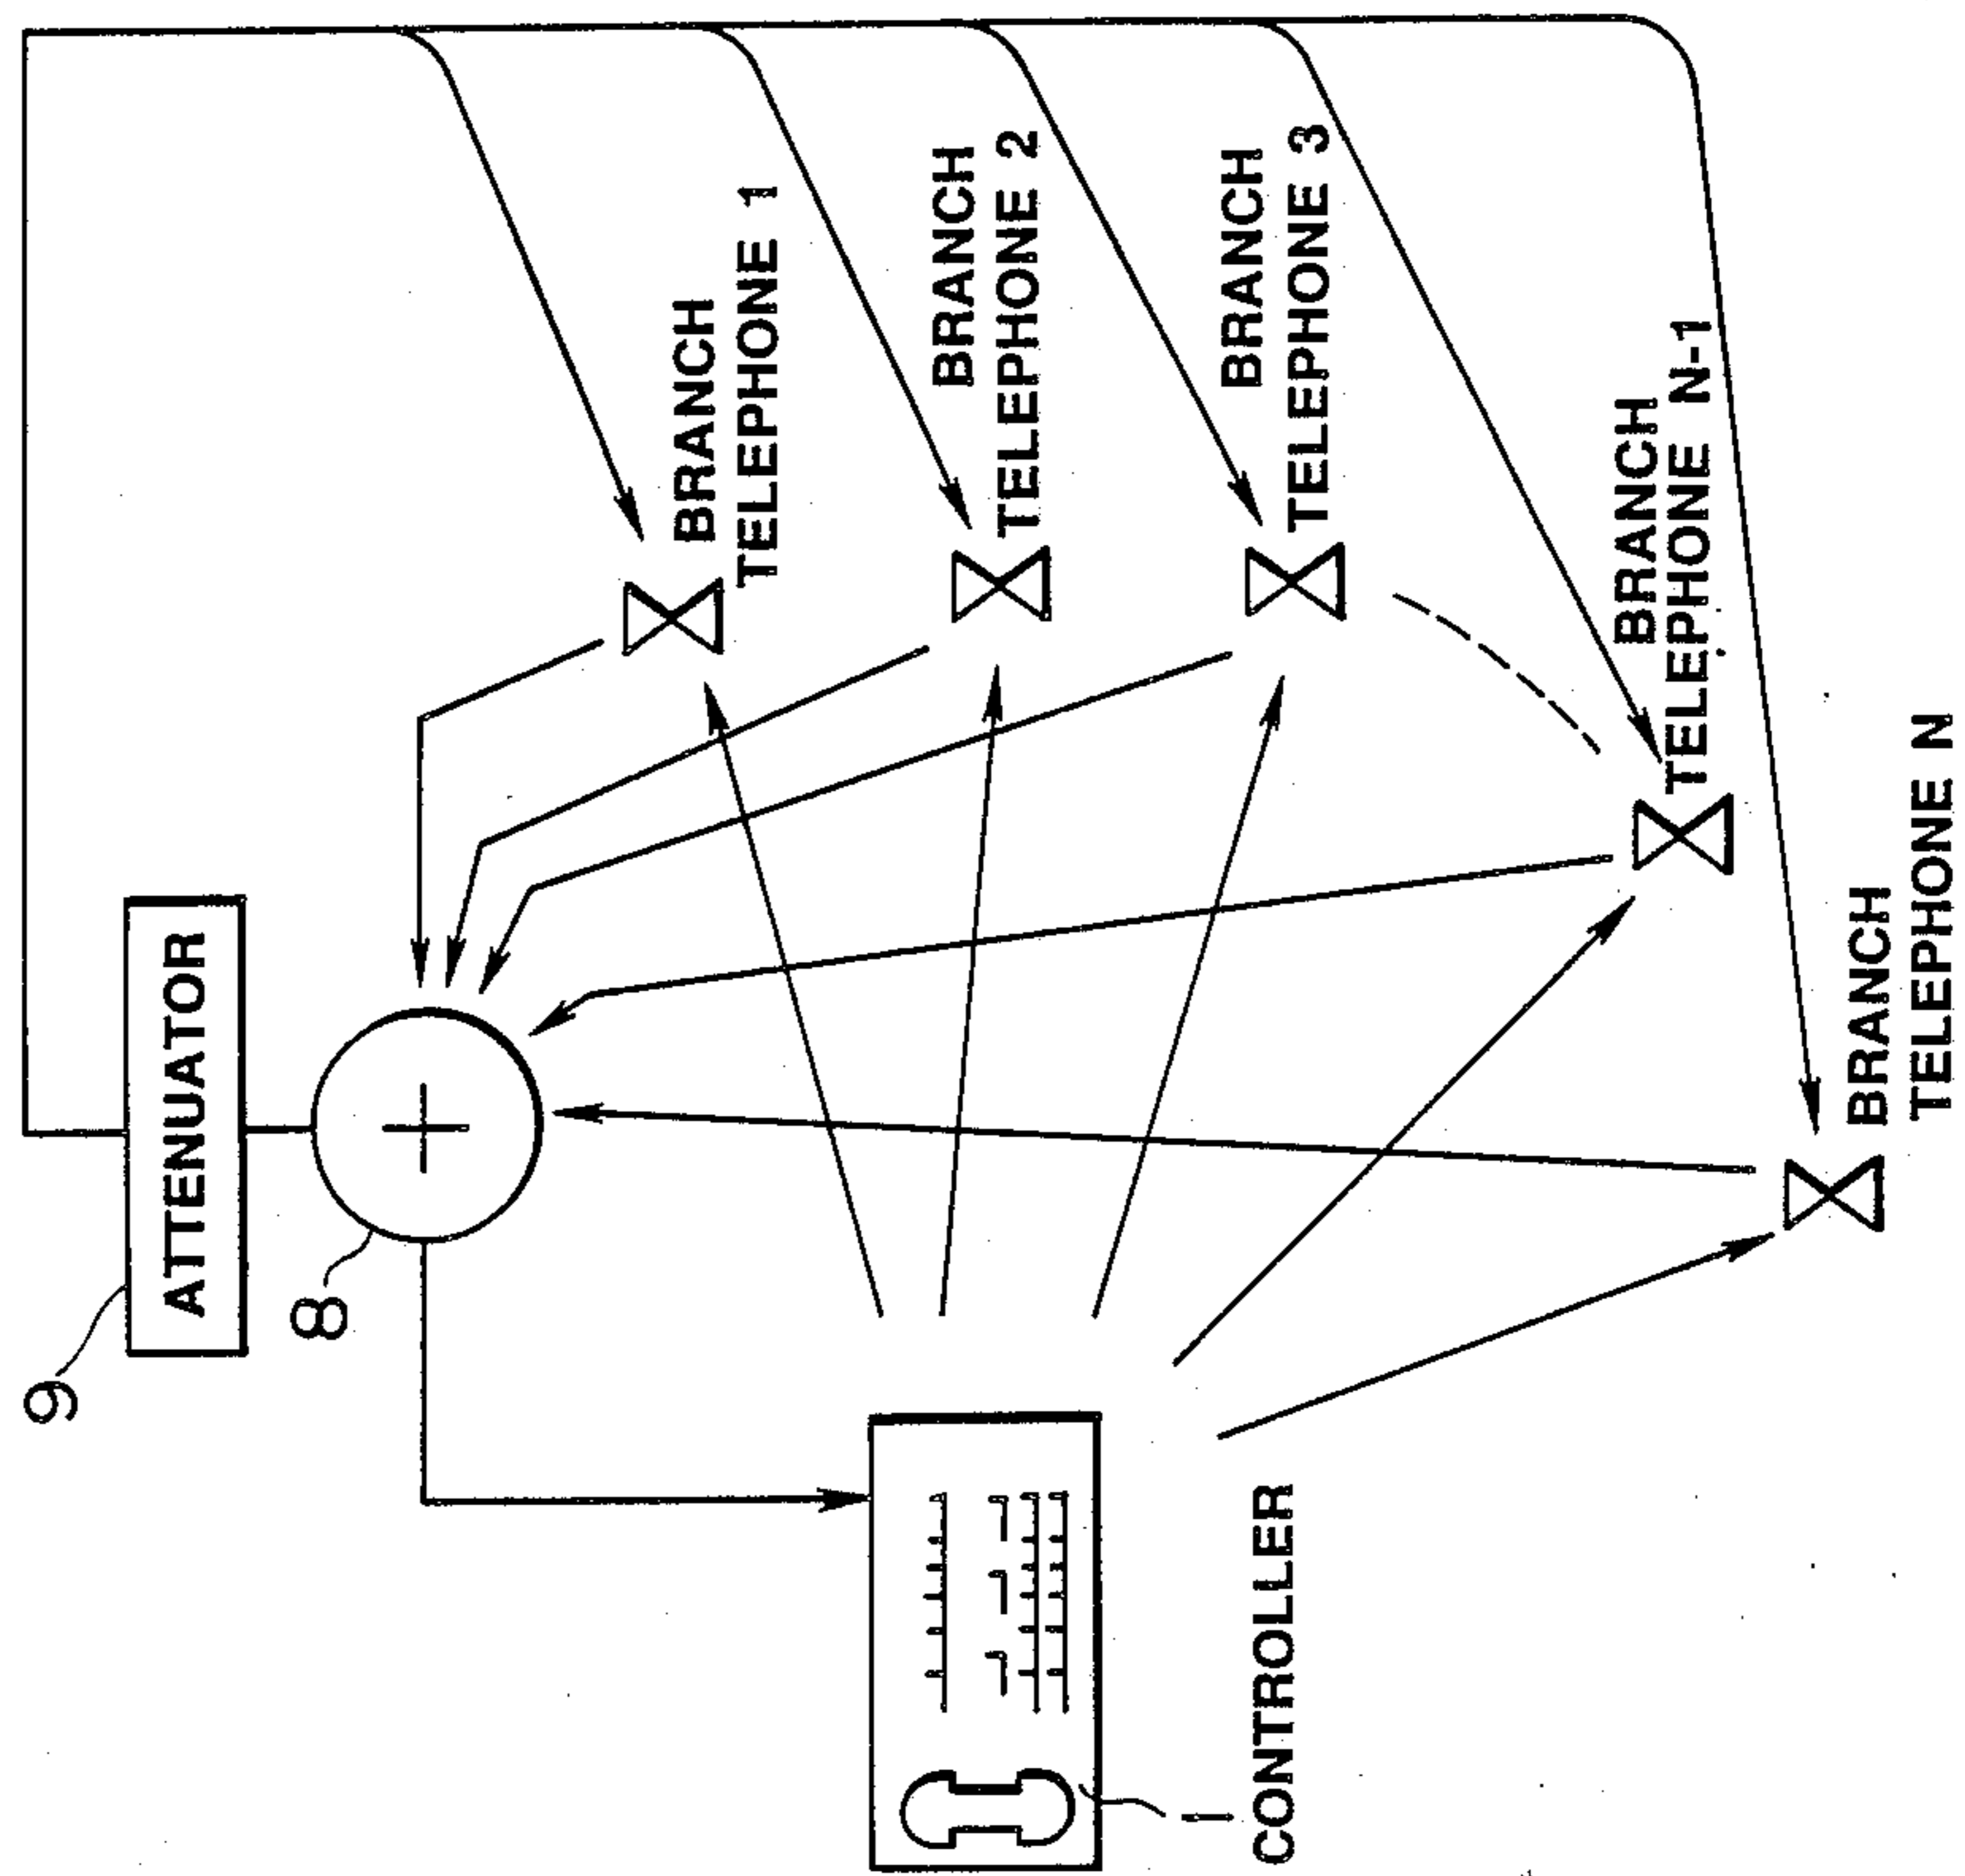 9
ATTENUATOR
8
BRANCH
TELEPHONE 1
BRANCH
TELEPHONE 2
BRANCH
TELEPHONE 3
BRANCH
TELEPHONE N-1
BRANCH
TELEPHONE N
1
CONTROLLER